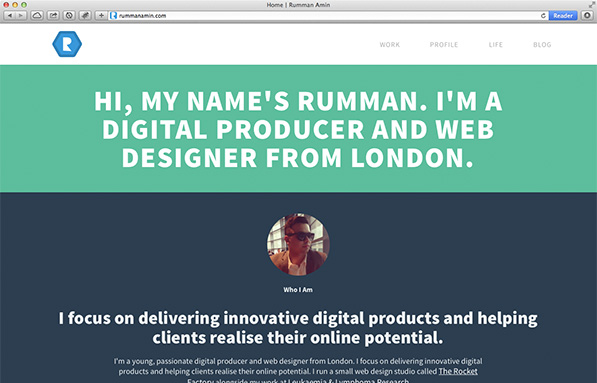 Home | Rumman Amin
rummanamin.com
Reader
R
WORK PROFILE LIFE BLOG
HI, MY NAME'S RUMMAN. I'M A
DIGITAL PRODUCER AND WEB
DESIGNER FROM LONDON.
Who I Am
I focus on delivering innovative digital products and helping
clients realise their online potential.
I'm a young, passionate digital producer and web designer from London. I focus on delivering innovative digital
products and helping clients realise their online potential. I run a small web design studio called The Rocket
Factory alongside my work at Leukaemia & Lymphoma Research.